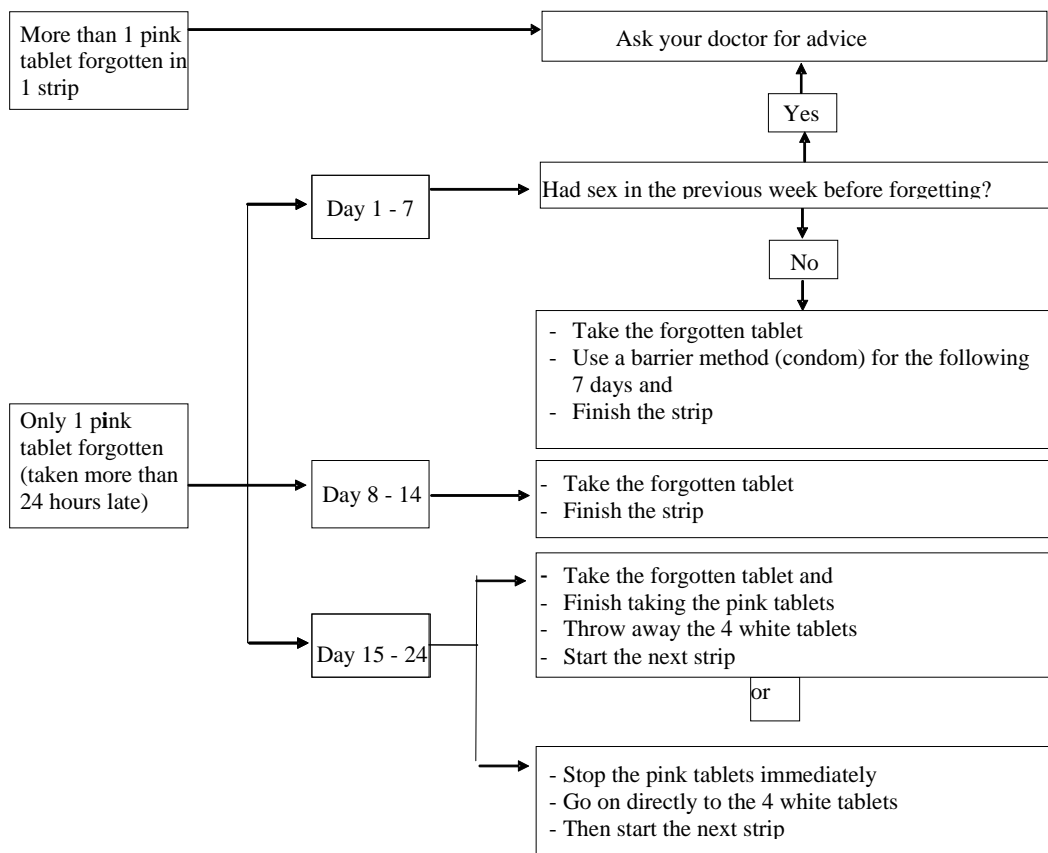 More than 1 pink
tablet forgotten in
1 strip
Ask your doctor for advice
Yes
Had sex in the previous week before forgetting?
Day 1 - 7
No
- Take the forgotten tablet
- Use a barrier method (condom) for the following
7 days and
- Finish the strip
Only 1 pink
tablet forgotten
(taken more than
24 hours late)
Day 8 - 14
- Take the forgotten tablet
- Finish the strip
Day 15 - 24
- Take the forgotten tablet and
- Finish taking the pink tablets
- Throw away the 4 white tablets
- Start the next strip
or
- Stop the pink tablets immediately
- Go on directly to the 4 white tablets
- Then start the next strip